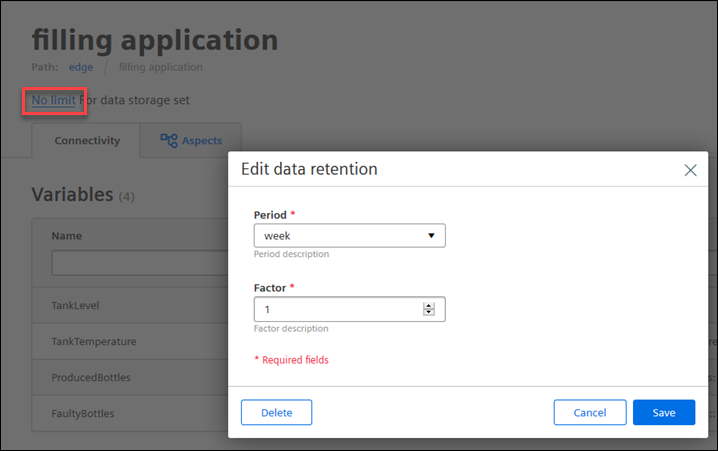 filling application
Path: edge / filling application
No limit For data storage set
Connectivity Aspects
Edit data retention
Variables (4)
Name
Period *
week
Period description
Factor *
1
Factor description
* Required fields
TankLevel
TankTemperature
ProducedBottles
FaultyBottles
Delete Cancel Save